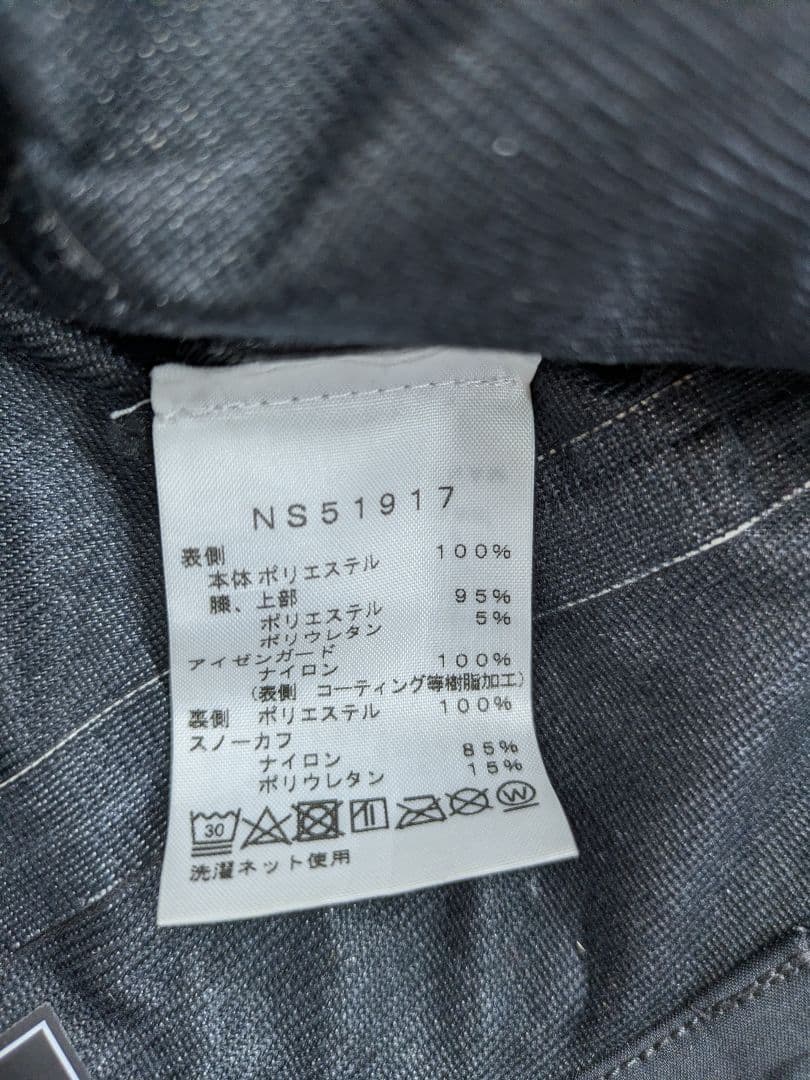 NS51917
表側
本体 ポリエステル 100%
膝、上部
ポリエステル 95%
ポリウレタン 5%
アイゼンガード
ナイロン 100%
(表側 コーティング等樹脂加工)
裏側 ポリエステル 100%
スノーカフ
ナイロン 85%
ポリウレタン 15%
30 W
洗濯ネット使用